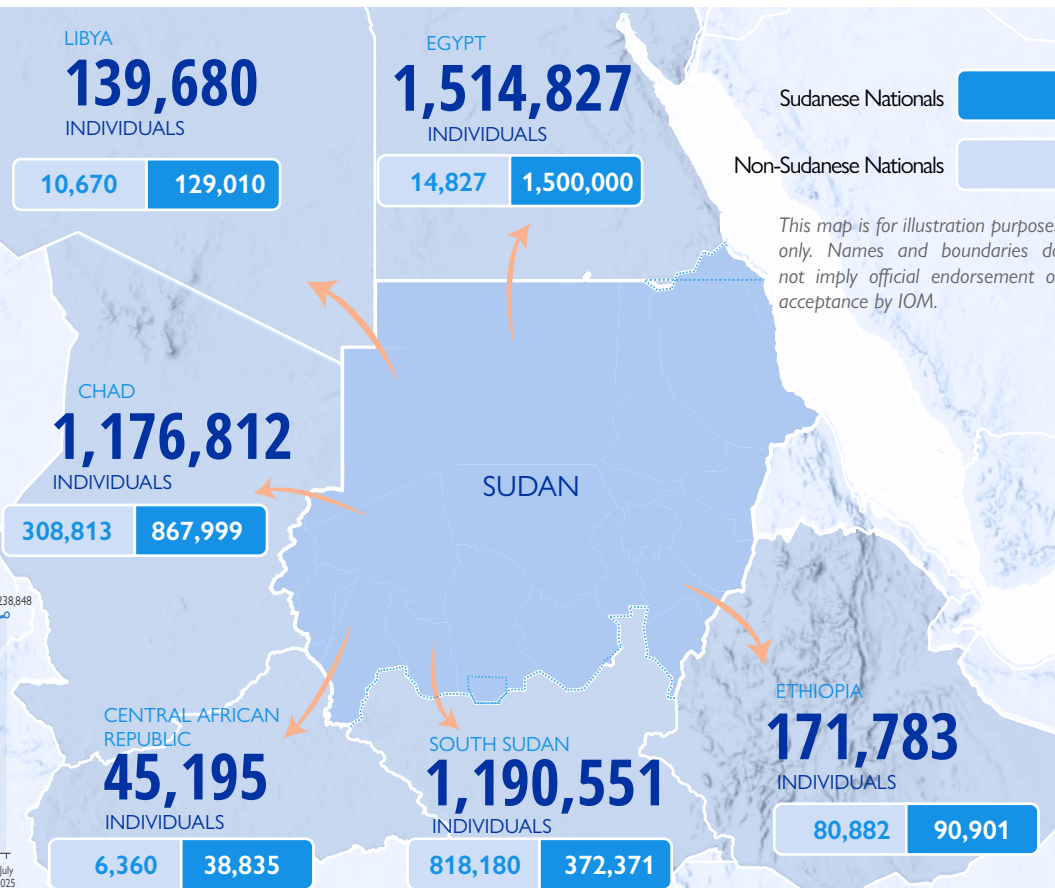 LIBYA
139,680
INDIVIDUALS
10,670 129,010
EGYPT
1,514,827
INDIVIDUALS
14,827 1,500,000
Sudanese Nationals
Non-Sudanese Nationals
This map is for illustration purposes
only. Names and boundaries do
not imply official endorsement o
acceptance by IOM.
CHAD
1,176,812
INDIVIDUALS
308,813 867,999
SUDAN
238,848
CENTRAL AFRICAN
REPUBLIC
45,195
INDIVIDUALS
6,360 38,835
SOUTH SUDAN
1,190,551
INDIVIDUALS
818,180 372,371
ETHIOPIA
171,783
INDIVIDUALS
80,882 90,901
July
025